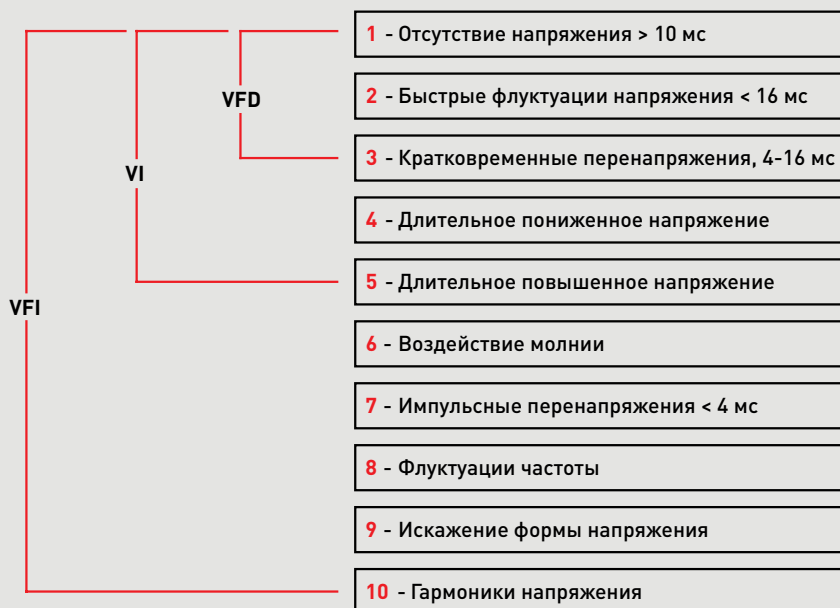 1 - Отсутствие напряжения > 10 мс
2 - Быстрые флуктуации напряжения < 16 мс
VFD
3 - Кратковременные перенапряжения, 4-16 мс
VI
4 - Длительное пониженное напряжение
5 - Длительное повышенное напряжение
VFI
6 - Воздействие молнии
7 - Импульсные перенапряжения < 4 мс
8 - Флуктуации частоты
9 - Искажение формы напряжения
10 - Гармоники напряжения